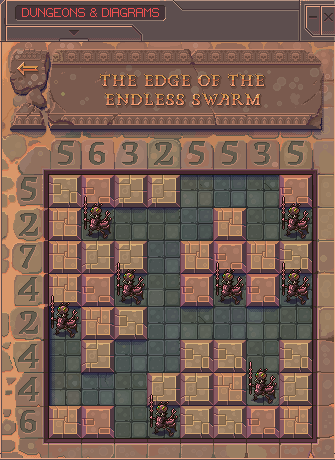 DUNGEONS & DIAGRAMS
THE EDGE OF THE
ENDLESS SWARM
5 6 3 2 5 5 3 5
5
2
7
4
2
4
4
6